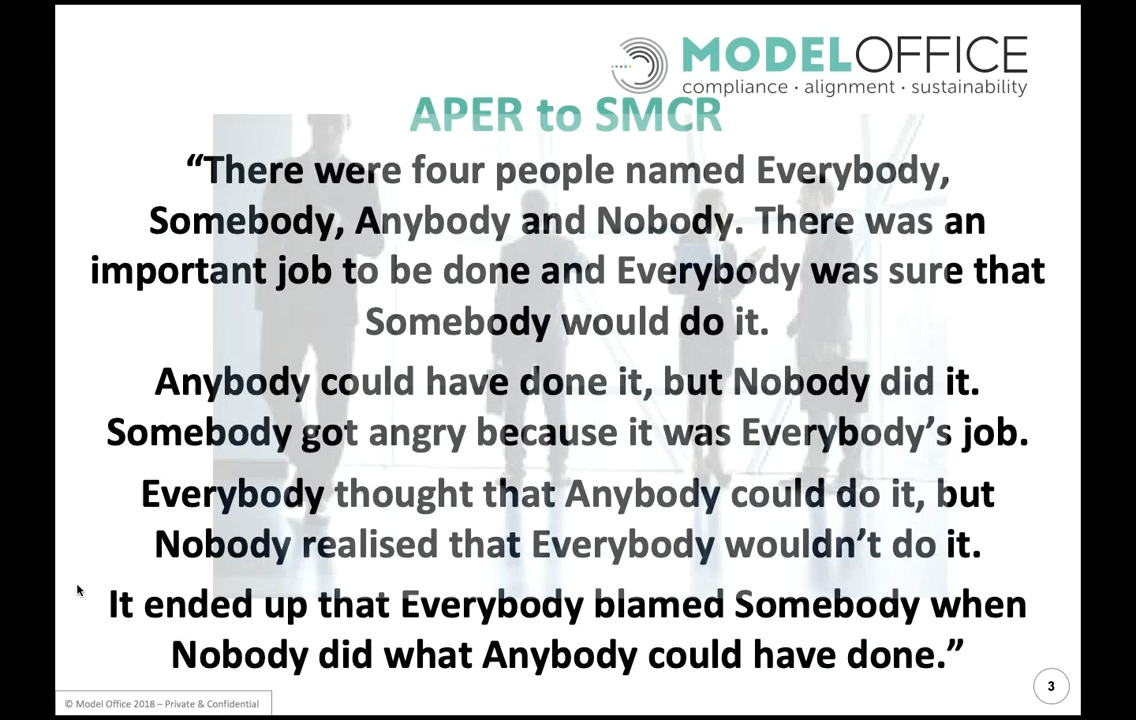 MODELOFFICE
compliance · alignment · sustainability
APER to SMCR
“There were four people named Everybody,
Somebody, Anybody and Nobody. There was an
important job to be done and Everybody was sure that
Somebody would do it.
Anybody could have done it, but Nobody did it.
Somebody got angry because it was Everybody’s job.
Everybody thought that Anybody could do it, but
Nobody realised that Everybody wouldn’t do it.
It ended up that Everybody blamed Somebody when
Nobody did what Anybody could have done.”
© Model Office 2018 – Private & Confidential
3